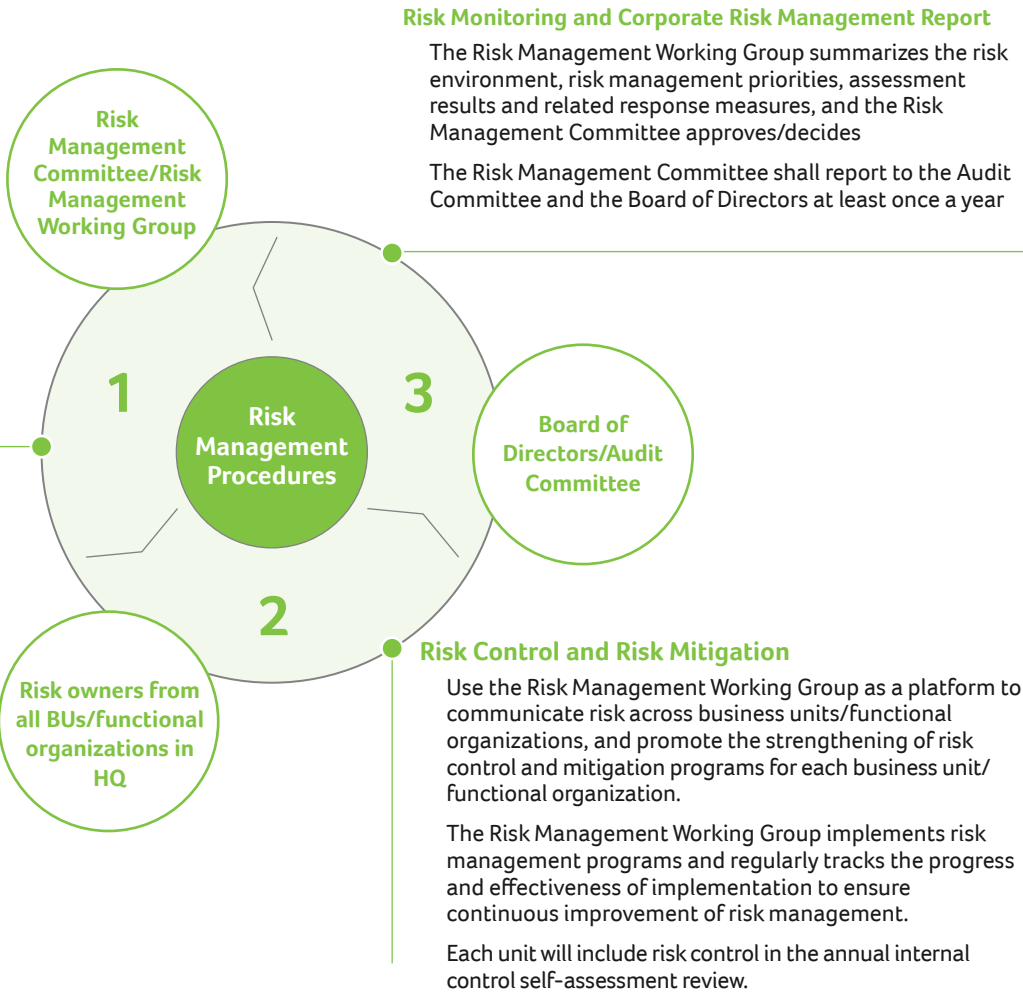 Risk Monitoring and Corporate Risk Management Report
The Risk Management Working Group summarizes the risk
environment, risk management priorities, assessment
results and related response measures, and the Risk
Management Committee approves/decides
The Risk Management Committee shall report to the Audit
Committee and the Board of Directors at least once a year
Risk
Management
Committee/Risk
Management
Working Group
1
3
Risk
Management
Procedures
Board of
Directors/Audit
Committee
2
Risk owners from
all BUs/functional
organizations in
HQ
Risk Control and Risk Mitigation
Use the Risk Management Working Group as a platform to
communicate risk across business units/functional
organizations, and promote the strengthening of risk
control and mitigation programs for each business unit/
functional organization.
The Risk Management Working Group implements risk
management programs and regularly tracks the progress
and effectiveness of implementation to ensure
continuous improvement of risk management.
Each unit will include risk control in the annual internal
control self-assessment review.